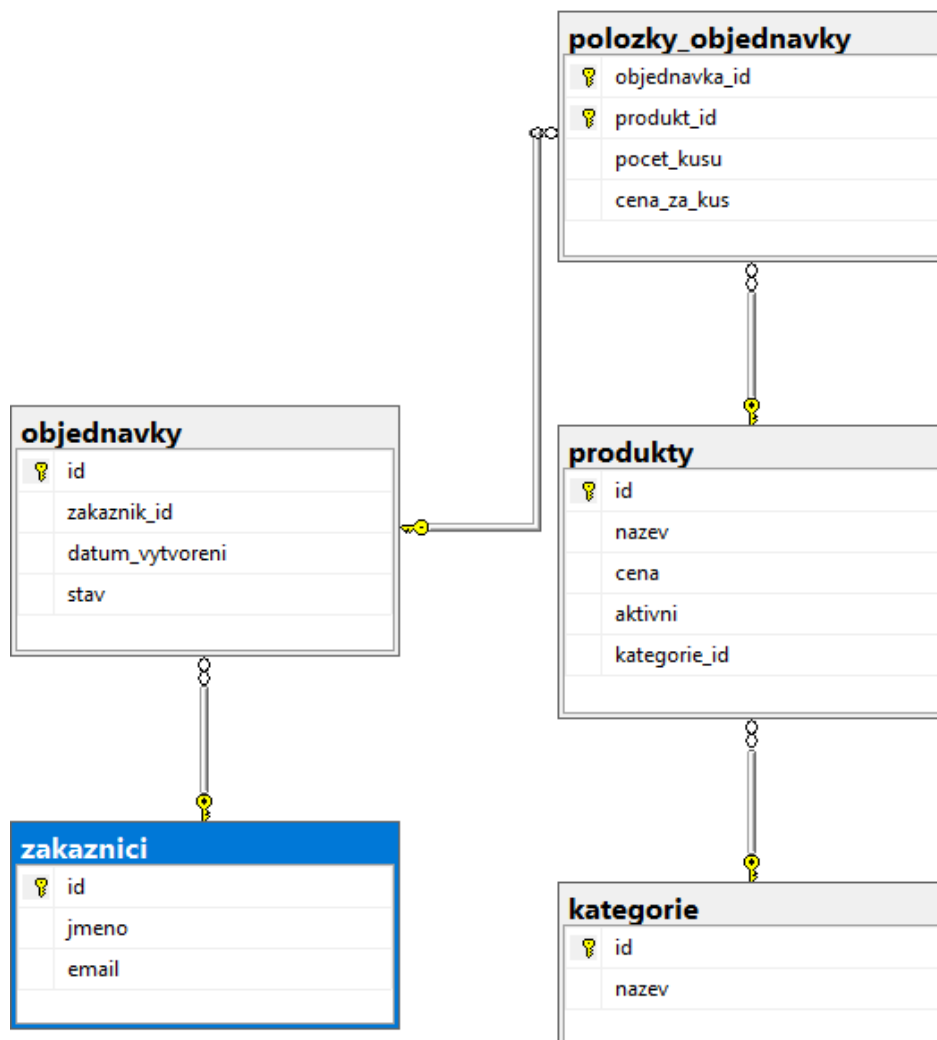 polozky_objednavky
objednavka_id
produkt_id
pocet_kusu
cena_za_kus
objednavky
id
zakaznik_id
datum_vytvoreni
stav
produkty
id
nazev
cena
aktivni
kategorie_id
zakaznici
id
jmeno
email
kategorie
id
nazev